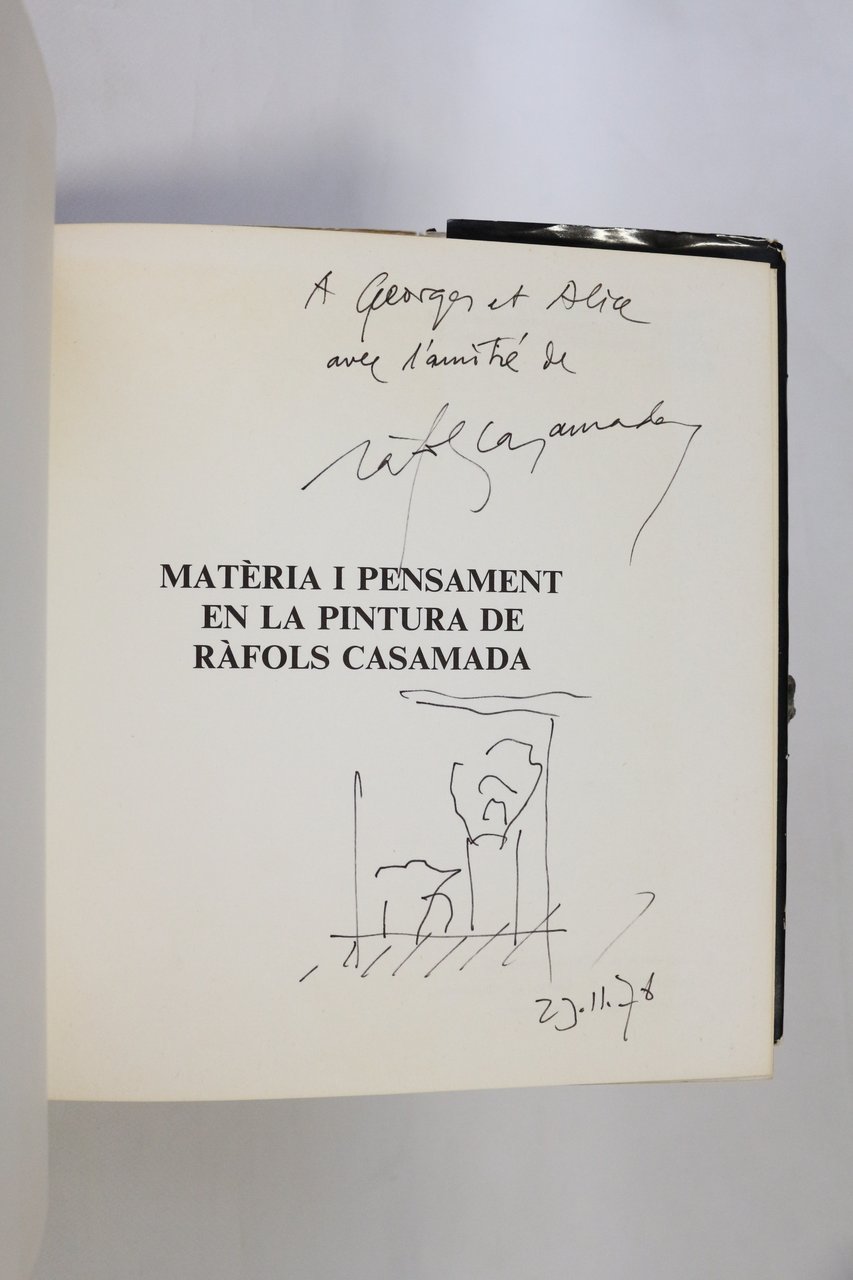 A Georges et Alice
avec l'amitié de
Ràfols Casamada
MATÈRIA I PENSAMENT
EN LA PINTURA DE
RÀFOLS CASAMADA
23.11.78